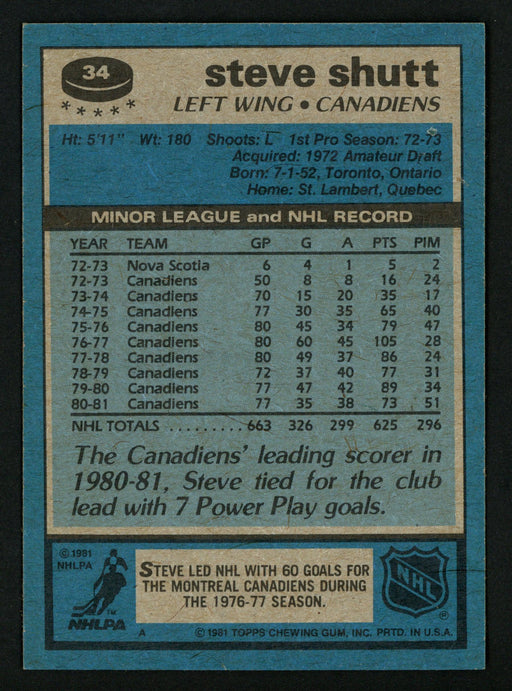 34
steve shutt
LEFT WING • CANADIENS
Ht: 5'11" Wt: 180 Shoots: L 1st Pro Season: 72-73
Acquired: 1972 Amateur Draft
Born: 7-1-52, Toronto, Ontario
Home: St. Lambert, Quebec
MINOR LEAGUE and NHL RECORD
YEAR TEAM GP G A PTS PIM
72-73 Nova Scotia 6 4 1 5 2
72-73 Canadiens 50 8 8 16 24
73-74 Canadiens 70 15 20 35 17
74-75 Canadiens 77 30 35 65 40
75-76 Canadiens 80 45 34 79 47
76-77 Canadiens 80 60 45 105 28
77-78 Canadiens 80 49 37 86 24
78-79 Canadiens 72 37 40 77 31
79-80 Canadiens 77 47 42 89 34
80-81 Canadiens 77 35 38 73 51
NHL TOTALS ......... 663 326 299 625 296
The Canadiens' leading scorer in
1980-81, Steve tied for the club
lead with 7 Power Play goals.
© 1981
NHLPA
TM
NHLPA
STEVE LED NHL WITH 60 GOALS FOR
THE MONTREAL CANADIENS DURING
THE 1976-77 SEASON.
NHL
®
A © 1981 TOPPS CHEWING GUM, INC. PRTD. IN U.S.A.